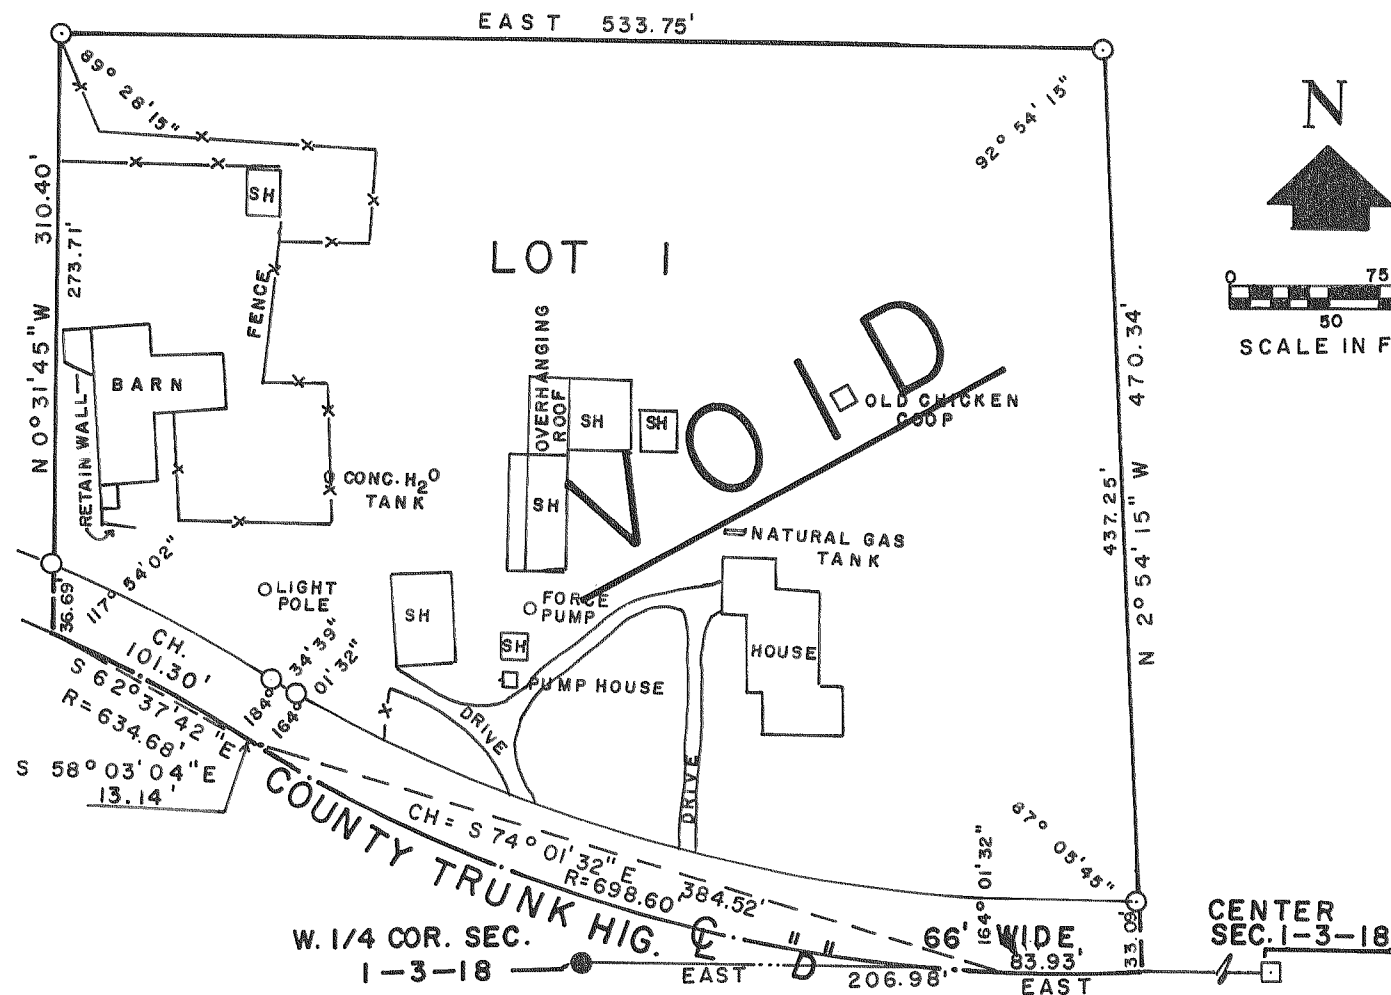 EAST 533.75'
89° 28' 15"
92° 54' 15"
N
310.40'
273.71'
N 0° 31' 45" W
SH
FENCE
LOT 1
0 75
50
SCALE IN F
BARN
RETAIN WALL
OVERHANGING
ROOF
SH
SH
SH
VOID
OLD CHICKEN
COOP
470.34'
437.25'
N 2° 54' 15" W
CONC. H2O
TANK
NATURAL GAS
TANK
LIGHT
POLE
FORCE
PUMP
SH
SH
PUMP HOUSE
HOUSE
DRIVE
DRIVE
117° 54' 02"
36.69'
CH.
101.30'
184° 34' 39"
164° 01' 32"
S 62° 37' 42" E
R = 634.68'
S 58° 03' 04" E
13.14'
COUNTY TRUNK HIG. "D"
CH = S 74° 01' 32" E 384.52'
R = 698.60'
CL
66' WIDE
164° 01' 32"
87° 05' 45"
33.09'
83.93'
EAST
W. 1/4 COR. SEC.
1-3-18
EAST
206.98'
CENTER
SEC. 1-3-18